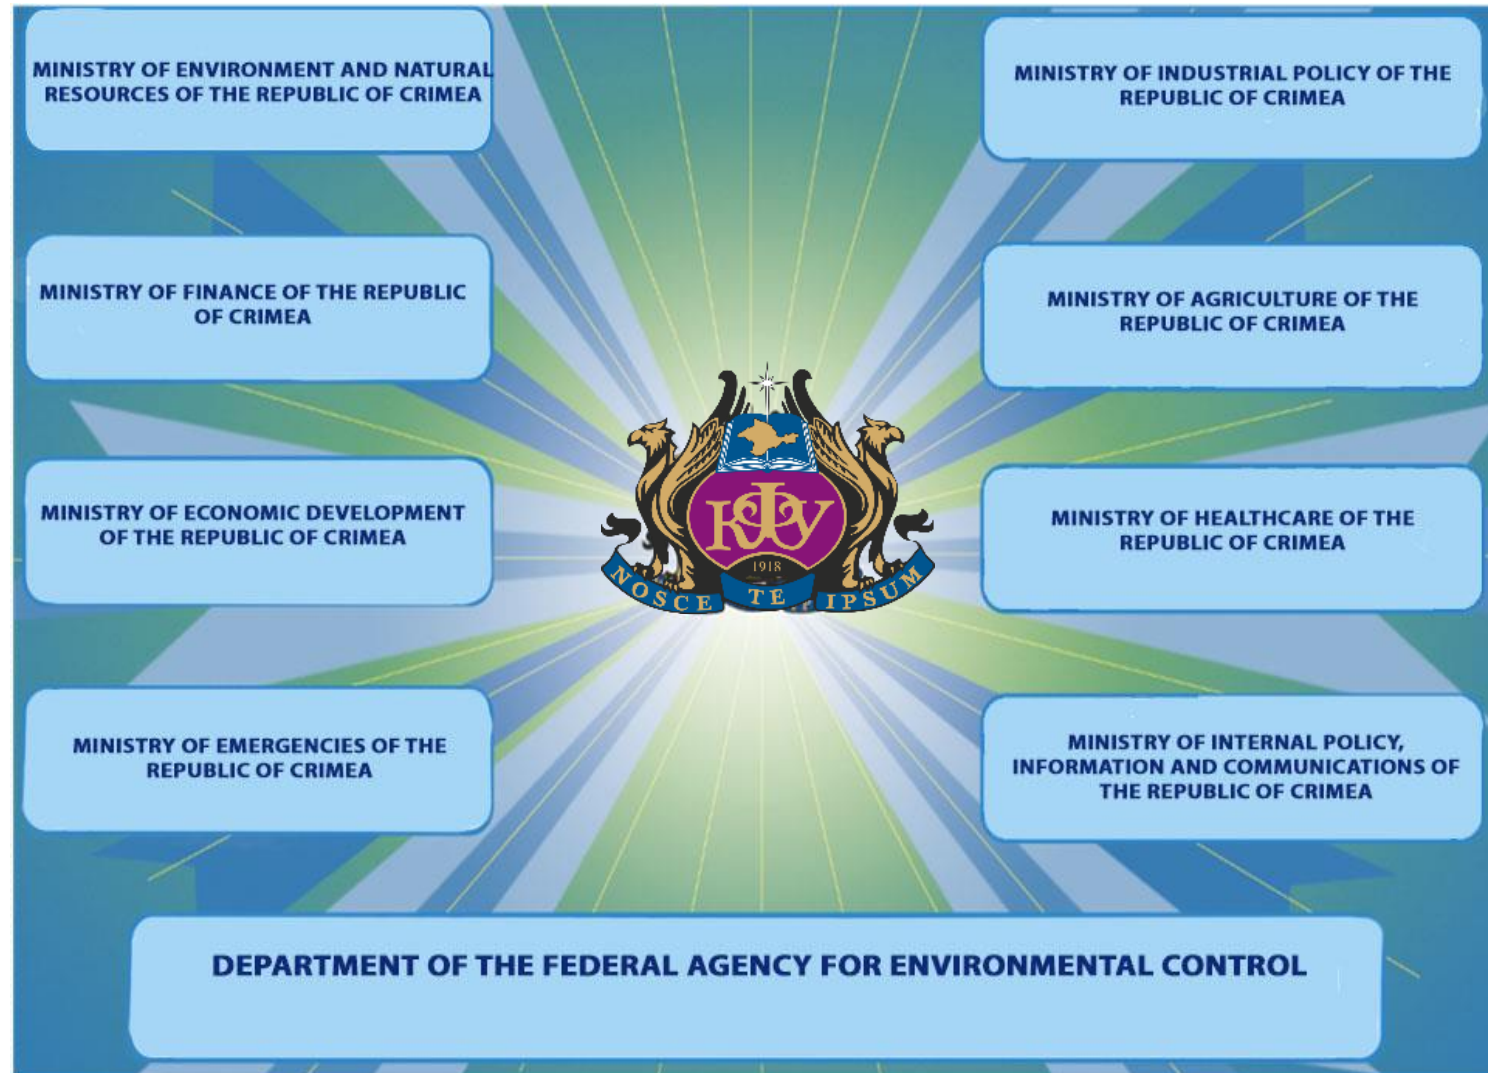 MINISTRY OF ENVIRONMENT AND NATURAL
RESOURCES OF THE REPUBLIC OF CRIMEA
MINISTRY OF FINANCE OF THE REPUBLIC
OF CRIMEA
MINISTRY OF ECONOMIC DEVELOPMENT
OF THE REPUBLIC OF CRIMEA
MINISTRY OF EMERGENCIES OF THE
REPUBLIC OF CRIMEA
КФУ
1918
NOSCE TE IPSUM
MINISTRY OF INDUSTRIAL POLICY OF THE
REPUBLIC OF CRIMEA
MINISTRY OF AGRICULTURE OF THE
REPUBLIC OF CRIMEA
MINISTRY OF HEALTHCARE OF THE
REPUBLIC OF CRIMEA
MINISTRY OF INTERNAL POLICY,
INFORMATION AND COMMUNICATIONS OF
THE REPUBLIC OF CRIMEA
DEPARTMENT OF THE FEDERAL AGENCY FOR ENVIRONMENTAL CONTROL